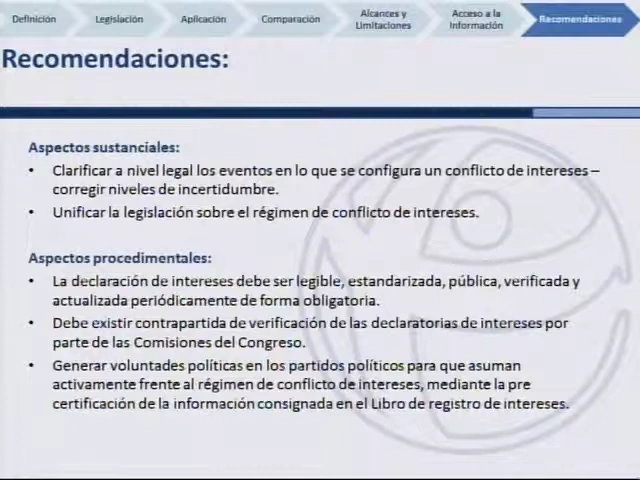 Definición
Legislación
Aplicación
Comparación
Alcances y
Limitaciones
Acceso a la
Información
Recomendaciones
Recomendaciones:
Aspectos sustanciales:
• Clarificar a nivel legal los eventos en lo que se configura un conflicto de intereses –
corregir niveles de incertidumbre.
• Unificar la legislación sobre el régimen de conflicto de intereses.
Aspectos procedimentales:
• La declaración de intereses debe ser legible, estandarizada, pública, verificada y
actualizada periódicamente de forma obligatoria.
• Debe existir contrapartida de verificación de las declaratorias de intereses por
parte de las Comisiones del Congreso.
• Generar voluntades políticas en los partidos políticos para que asuman
activamente frente al régimen de conflicto de intereses, mediante la pre
certificación de la información consignada en el Libro de registro de intereses.